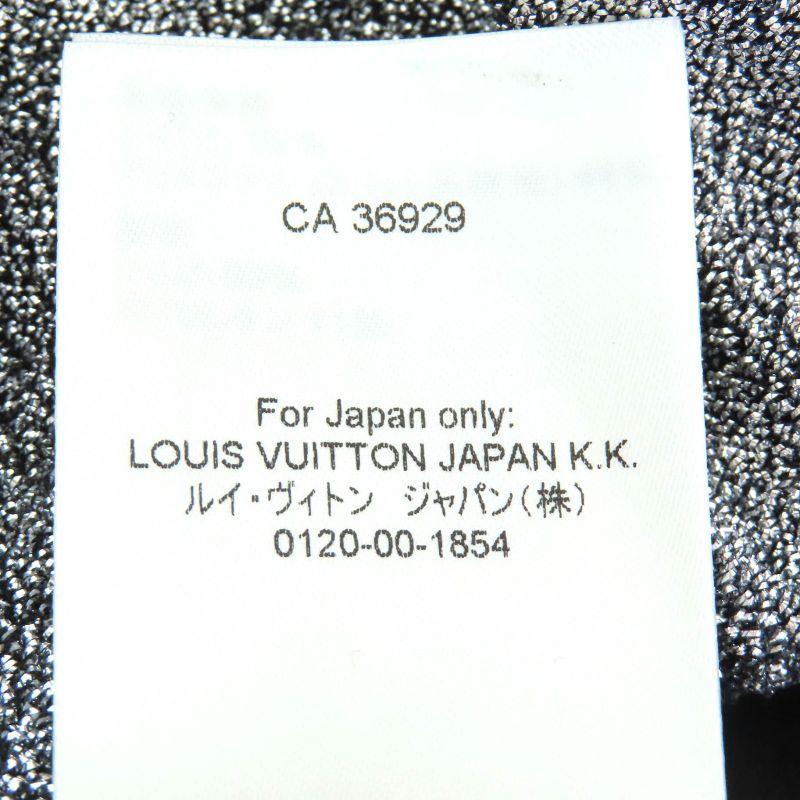 CA 36929
For Japan only:
LOUIS VUITTON JAPAN K.K.
ルイ・ヴィトン ジャパン(株)
0120-00-1854